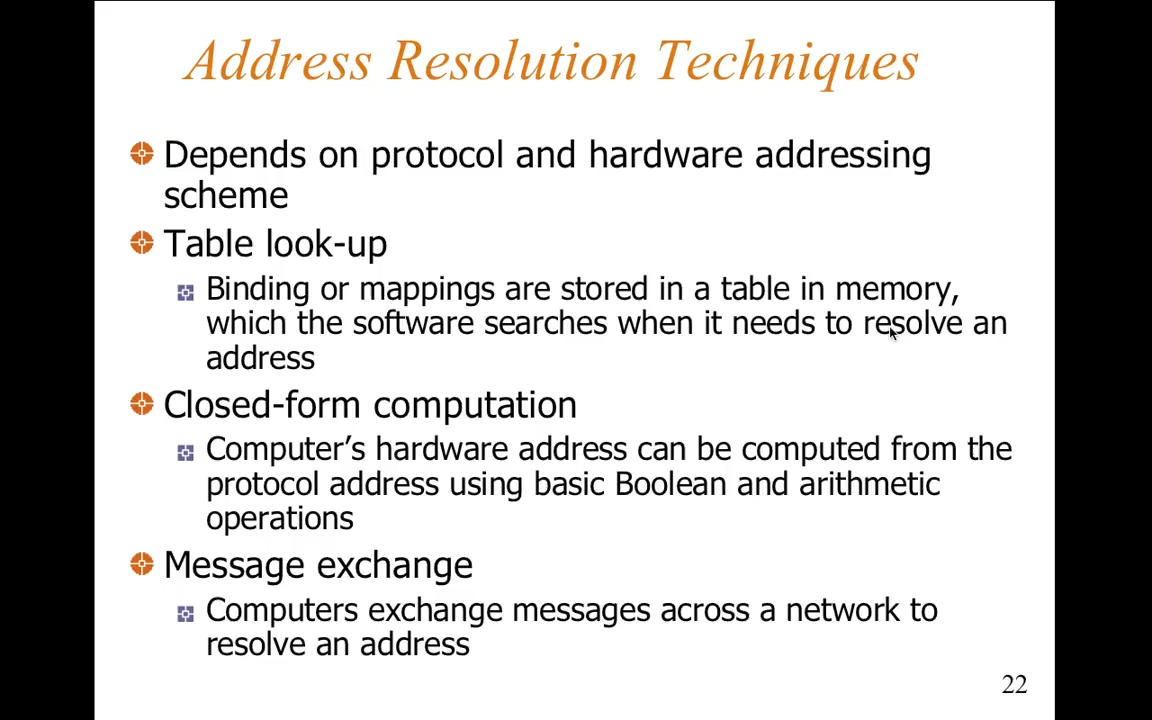 Address Resolution Techniques
Depends on protocol and hardware addressing
scheme
Table look-up
Binding or mappings are stored in a table in memory,
which the software searches when it needs to resolve an
address
Closed-form computation
Computer’s hardware address can be computed from the
protocol address using basic Boolean and arithmetic
operations
Message exchange
Computers exchange messages across a network to
resolve an address
22